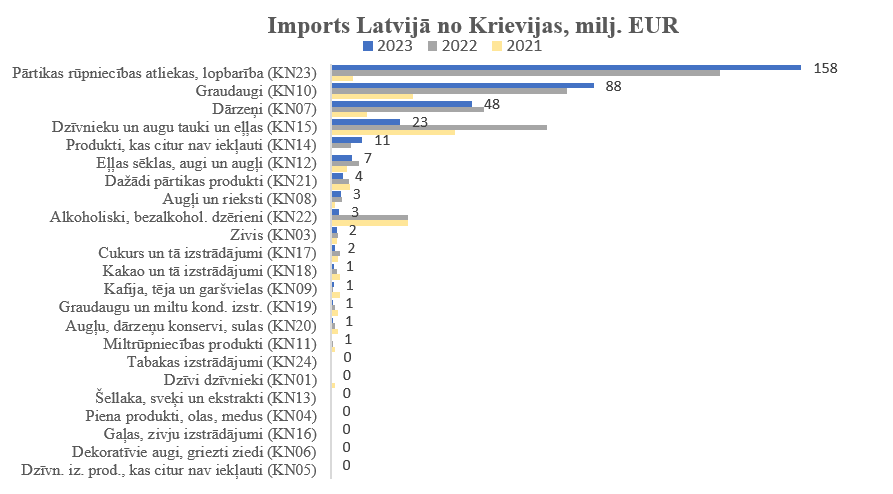 Imports Latvijā no Krievijas, milj. EUR
2023 2022 2021
Pārtikas rūpniecības atliekas, lopbarība (KN23) 158
Graudaugi (KN10) 88
Dārzeņi (KN07) 48
Dzīvnieku un augu tauki un eļļas (KN15) 23
Produkti, kas citur nav iekļauti (KN14) 11
Eļļas sēklas, augi un augļi (KN12) 7
Dažādi pārtikas produkti (KN21) 4
Augļi un rieksti (KN08) 3
Alkoholiski, bezalkohol. dzērieni (KN22) 3
Zivis (KN03) 2
Cukurs un tā izstrādājumi (KN17) 2
Kakao un tā izstrādājumi (KN18) 1
Kafija, tēja un garšvielas (KN09) 1
Graudaugu un miltu kond. izstr. (KN19) 1
Augļu, dārzeņu konservi, sulas (KN20) 1
Miltrūpniecības produkti (KN11) 1
Tabakas izstrādājumi (KN24) 0
Dzīvi dzīvnieki (KN01) 0
Šellaka, sveķi un ekstrakti (KN13) 0
Piena produkti, olas, medus (KN04) 0
Gaļas, zivju izstrādājumi (KN16) 0
Dekoratīvie augi, griezti ziedi (KN06) 0
Dzīvn. iz. prod., kas citur nav iekļauti (KN05) 0